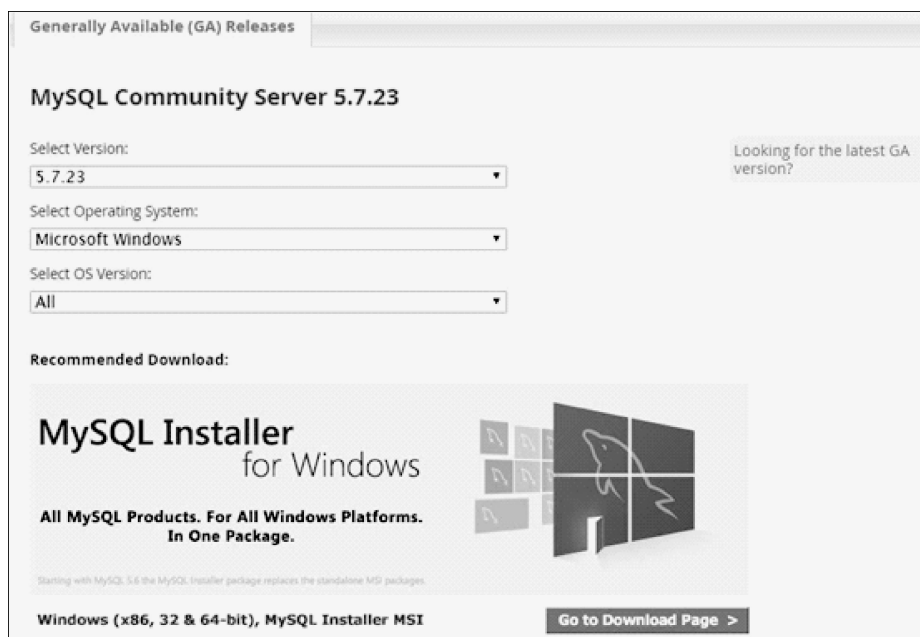 Generally Available (GA) Releases
MySQL Community Server 5.7.23
Select Version:
5.7.23
Looking for the latest GA
version?
Select Operating System:
Microsoft Windows
Select OS Version:
All
Recommended Download:
MySQL Installer
for Windows
All MySQL Products. For All Windows Platforms.
In One Package.
Starting with MySQL 5.6 the MySQL Installer package replaces the standalone MSI packages.
Windows (x86, 32 & 64-bit), MySQL Installer MSI
Go to Download Page >